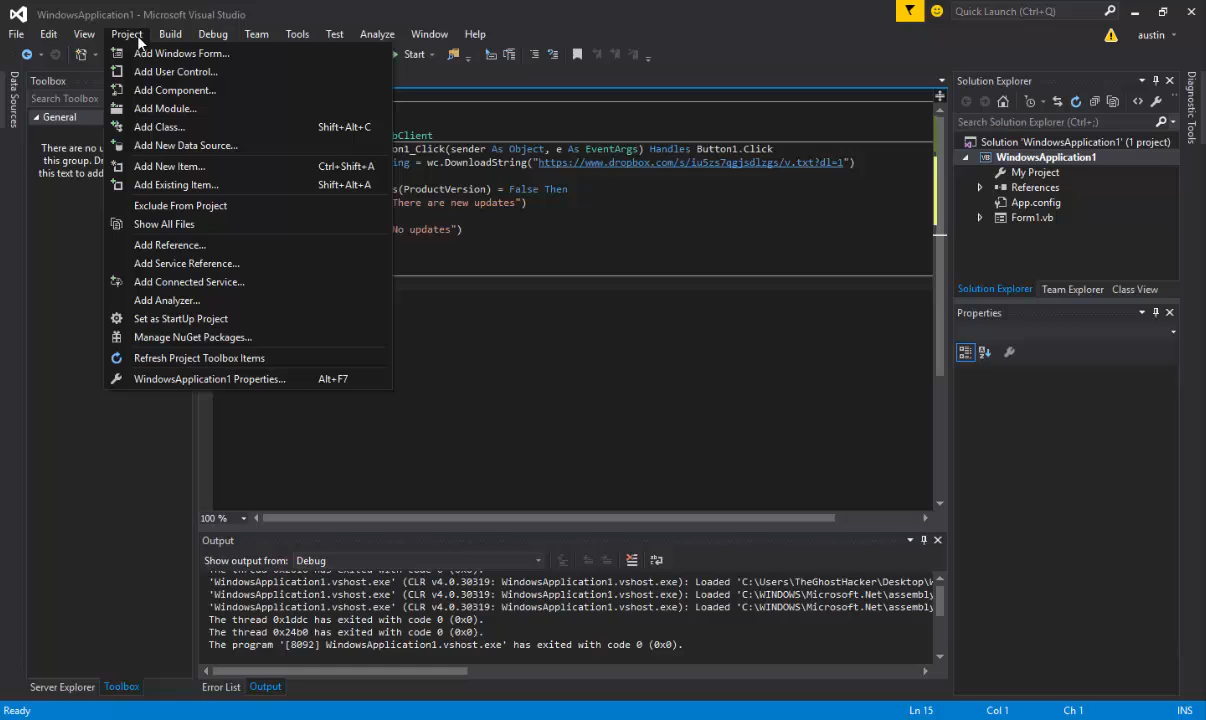 WindowsApplication1 - Microsoft Visual Studio
Quick Launch (Ctrl+Q)
File Edit View Project Build Debug Team Tools Test Analyze Window Help
austin
Start
Data Sources
Toolbox
Search Toolbox
General
There are no u
this group. Dr
this text to add
Add Windows Form...
Add User Control...
Add Component...
Add Module...
Add Class... Shift+Alt+C
Add New Data Source...
Add New Item... Ctrl+Shift+A
Add Existing Item... Shift+Alt+A
Exclude From Project
Show All Files
Add Reference...
Add Service Reference...
Add Connected Service...
Add Analyzer...
Set as StartUp Project
Manage NuGet Packages...
Refresh Project Toolbox Items
WindowsApplication1 Properties... Alt+F7
bClient
on1_Click(sender As Object, e As EventArgs) Handles Button1.Click
ing = wc.DownloadString("https://www.dropbox.com/s/iu5zs7qgjsdlzgs/v.txt?dl=1")
s(ProductVersion) = False Then
There are new updates")
No updates")
100 %
Solution Explorer
Search Solution Explorer (Ctrl+;)
Solution 'WindowsApplication1' (1 project)
WindowsApplication1
My Project
References
App.config
Form1.vb
Solution Explorer Team Explorer Class View
Properties
Diagnostic Tools
Output
Show output from: Debug
'WindowsApplication1.vshost.exe' (CLR v4.0.30319: WindowsApplication1.vshost.exe): Loaded 'C:\Users\TheGhostHacker\Desktop\W
'WindowsApplication1.vshost.exe' (CLR v4.0.30319: WindowsApplication1.vshost.exe): Loaded 'C:\WINDOWS\Microsoft.Net\assembly
'WindowsApplication1.vshost.exe' (CLR v4.0.30319: WindowsApplication1.vshost.exe): Loaded 'C:\WINDOWS\Microsoft.Net\assembly
The thread 0x1ddc has exited with code 0 (0x0).
The thread 0x24b0 has exited with code 0 (0x0).
The program '[8092] WindowsApplication1.vshost.exe' has exited with code 0 (0x0).
Server Explorer Toolbox
Error List Output
Ready Ln 15 Col 1 Ch 1 INS